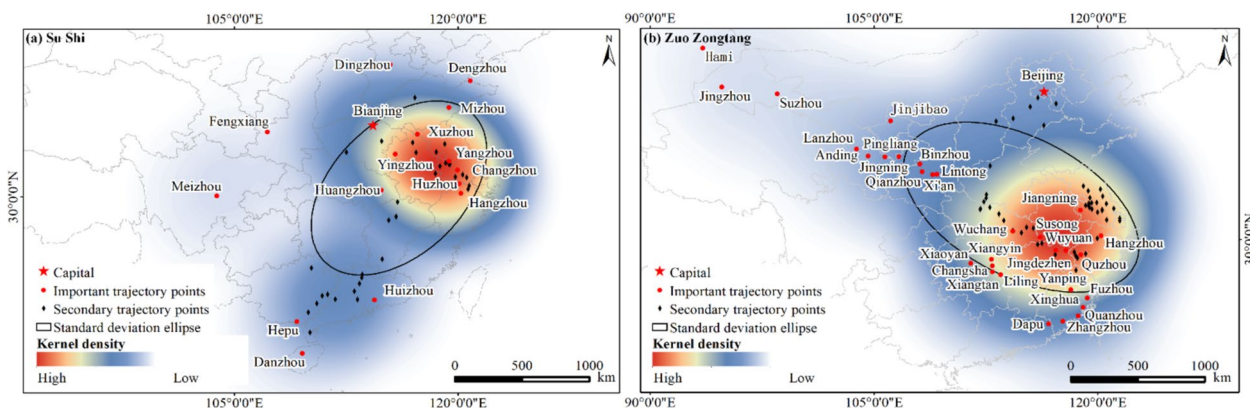 105°0'0"E 120°0'0"E 90°0'0"E 105°0'0"E 120°0'0"E
(a) Su Shi
N
Dingzhou
Dengzhou
Bianjing
Mizhou
Fengxiang
Xuzhou
Yangzhou
Yingzhou
Changzhou
Meizhou
Huangzhou
Huzhou
Hangzhou
30°0'0"N
Capital
Important trajectory points
Huizhou
Secondary trajectory points
Standard deviation ellipse
Hepu
Kernel density
Danzhou
High Low
0 500 1000
km
105°0'0"E 120°0'0"E
(b) Zuo Zongtang
N
Hami
Beijing
Jingzhou
Suzhou
Jinjibao
Lanzhou
Pingliang
Anding
Binzhou
Jingning
Lintong
Qianzhou
Xi'an
Jiangning
Susong
Wuchang
Wuyuan
Hangzhou
Xiangyin
Xiaoyan
Jingdezhen
Quzhou
Changsha
Yanping
Xiangtan
Liling
Fuzhou
Xinghua
Quanzhou
Dapu
Zhangzhou
30°0'0"N
Capital
Important trajectory points
Secondary trajectory points
Standard deviation ellipse
Kernel density
High Low
0 500 1000
km
90°0'0"E 105°0'0"E 120°0'0"E